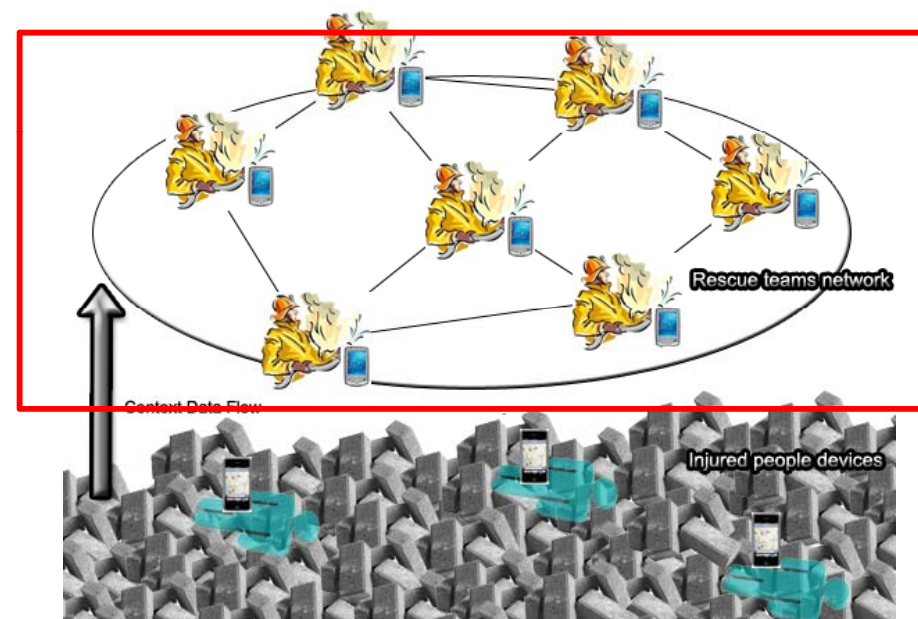 Rescue teams network
Context Data Flow
Injured people devices